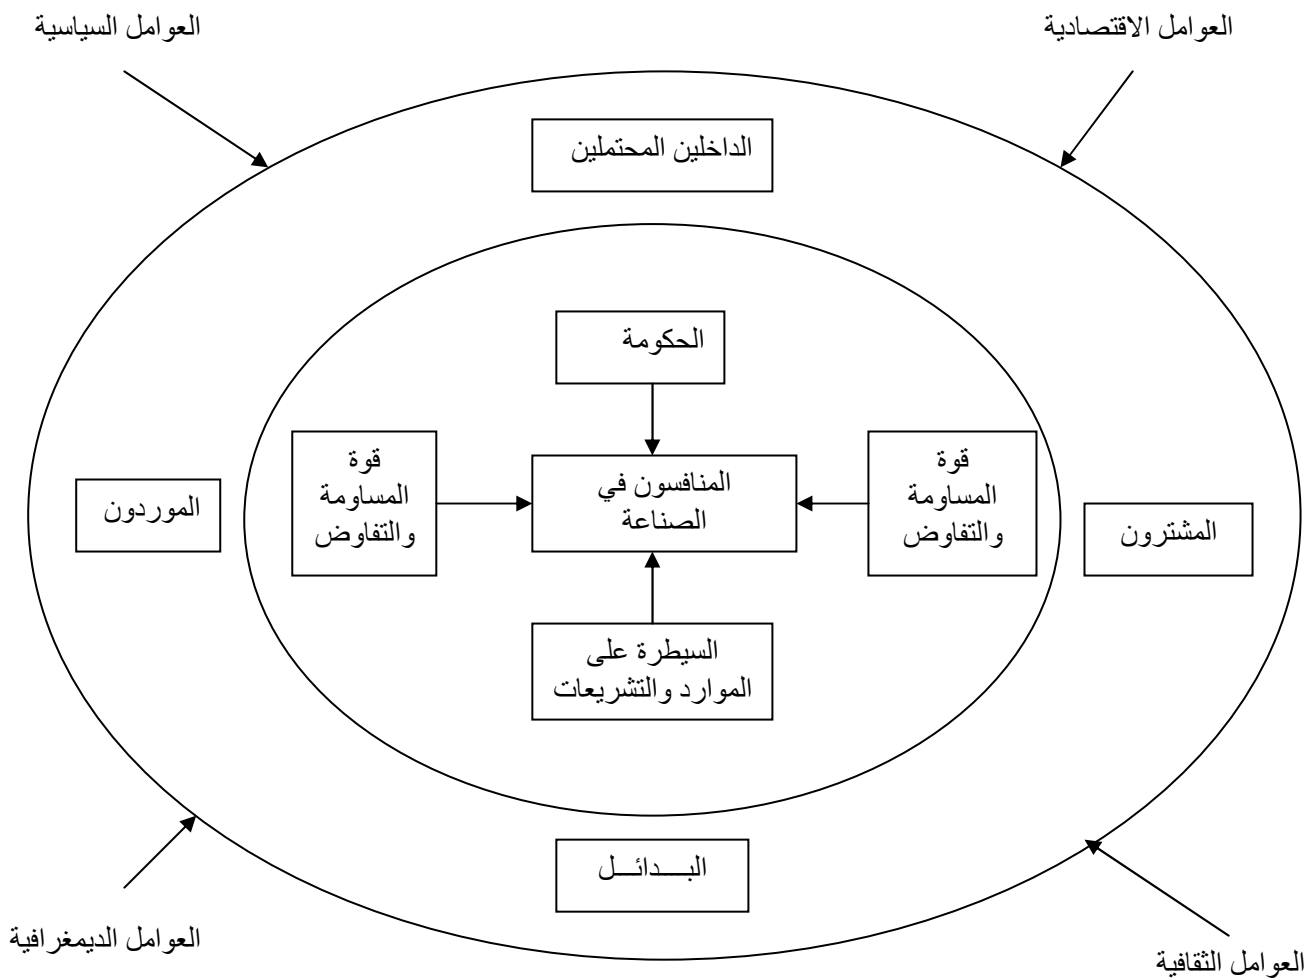 العوامل الاقتصادية
العوامل السياسية
الداخلين المحتملين
الحكومة
قوة
المساومة
والتفاوض
المنافسون في
الصناعة
قوة
المساومة
والتفاوض
المشترون
الموردون
السيطرة على
الموارد والتشريعات
البـــدائـــل
العوامل الثقافية
العوامل الديمغرافية